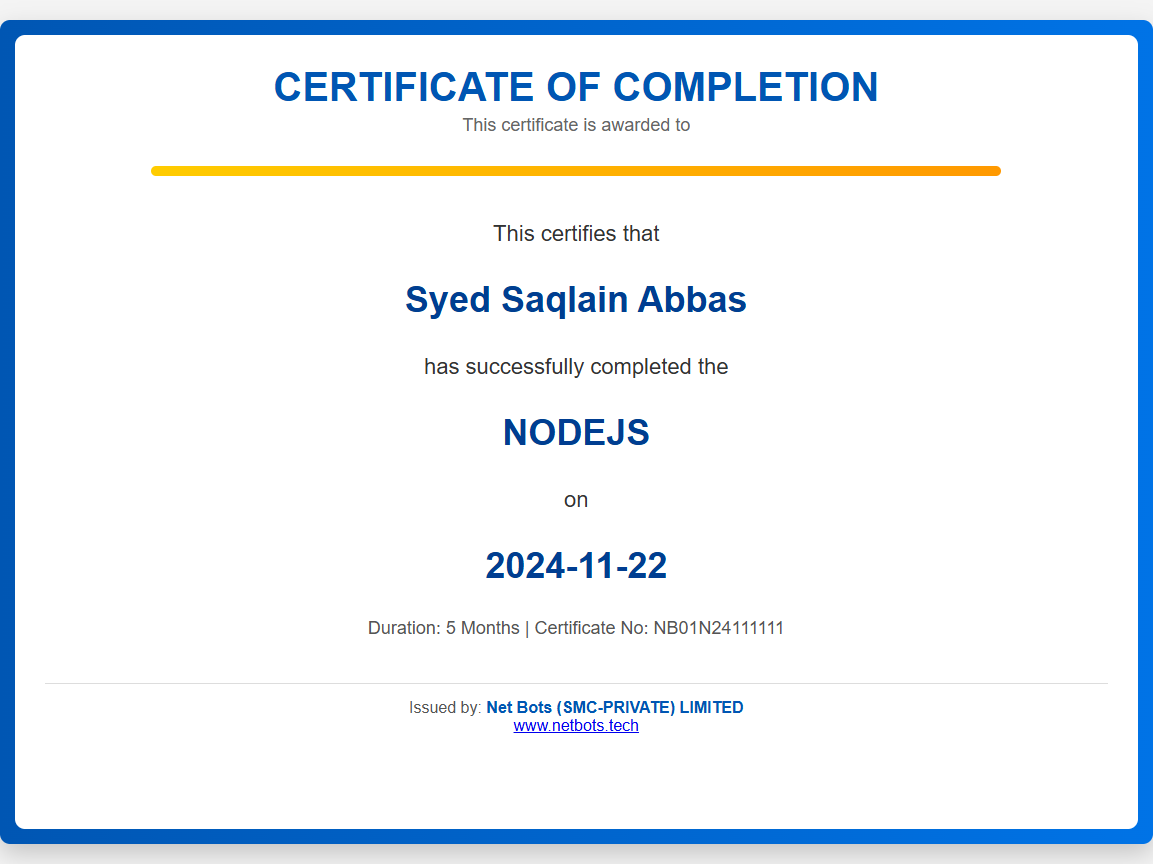 CERTIFICATE OF COMPLETION
This certificate is awarded to
This certifies that
Syed Saqlain Abbas
has successfully completed the
NODEJS
on
2024-11-22
Duration: 5 Months | Certificate No: NB01N24111111
Issued by: Net Bots (SMC-PRIVATE) LIMITED
www.netbots.tech